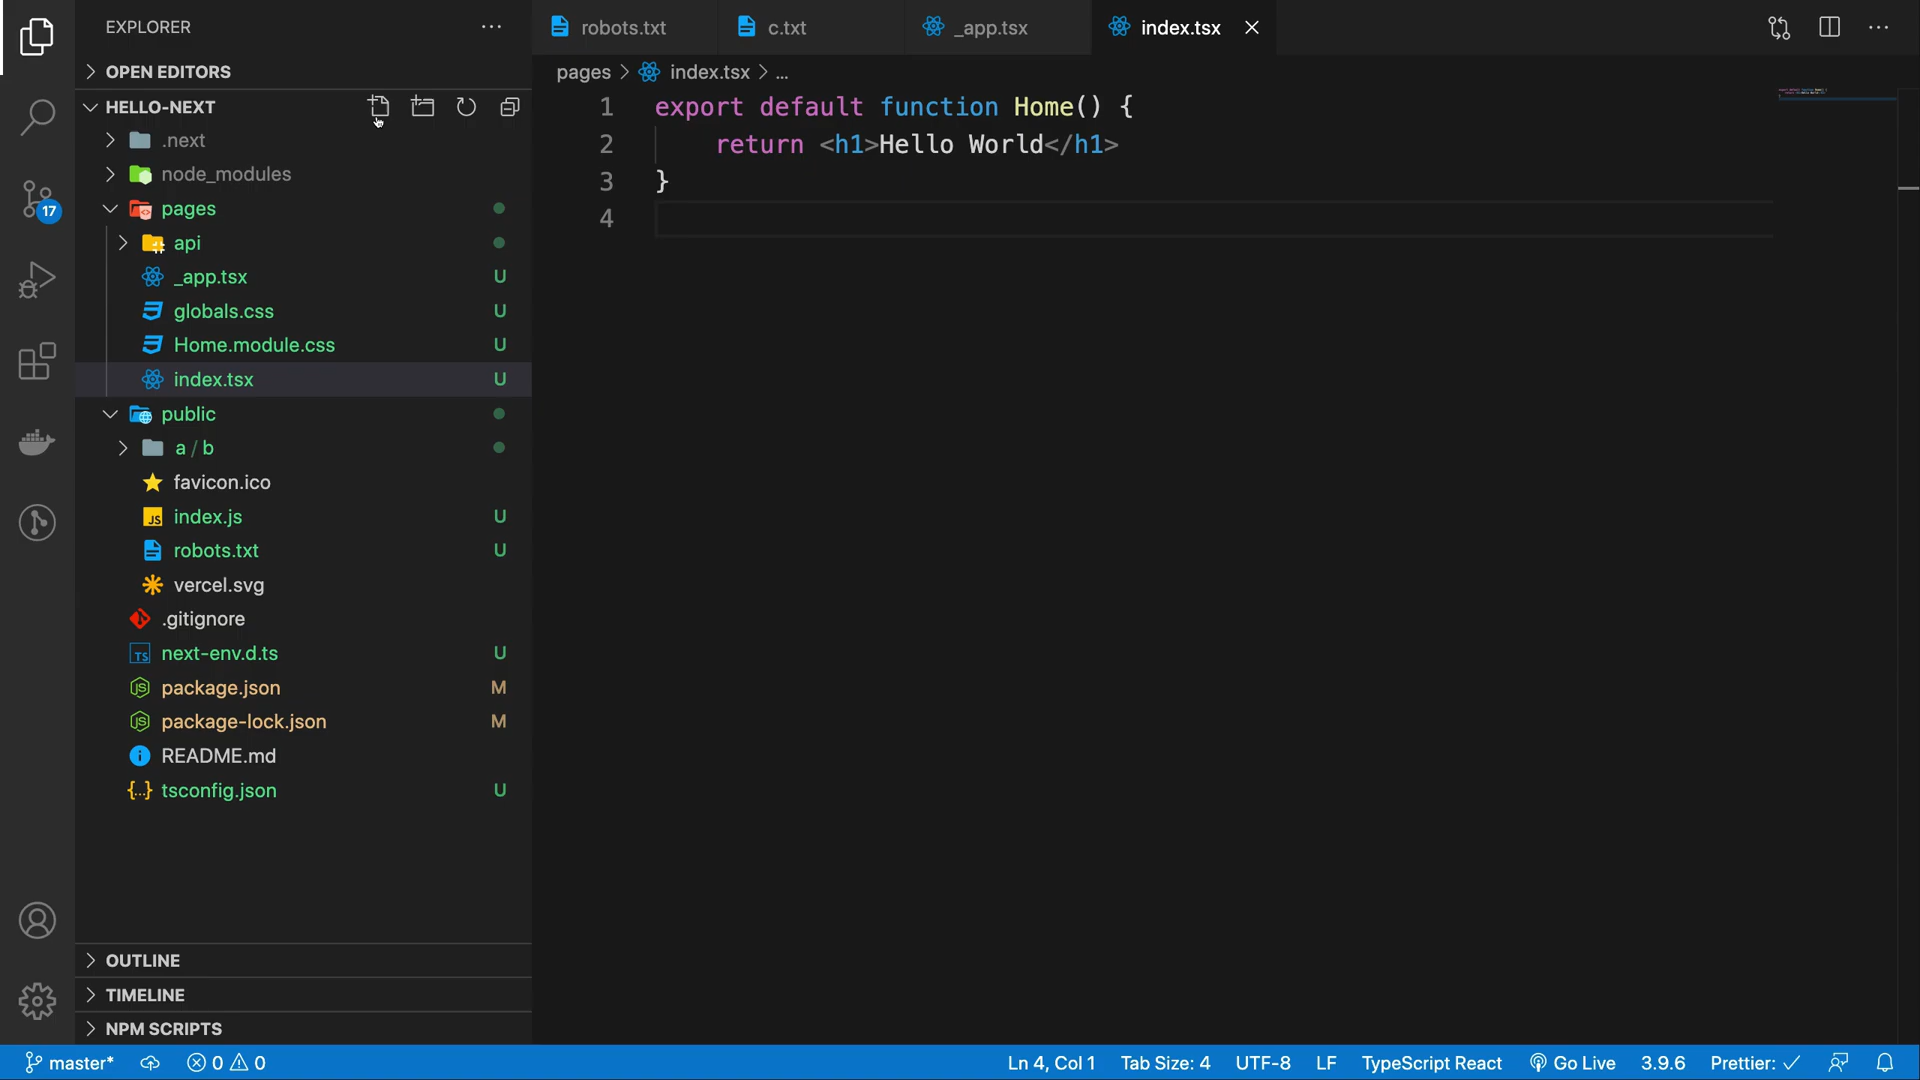 EXPLORER
OPEN EDITORS
HELLO-NEXT
.next
node_modules
pages
api
_app.tsx U
globals.css U
Home.module.css U
index.tsx U
public
a / b
favicon.ico
JS index.js U
robots.txt U
vercel.svg
.gitignore
TS next-env.d.ts U
JS package.json M
JS package-lock.json M
README.md
{..} tsconfig.json U
OUTLINE
TIMELINE
NPM SCRIPTS
17
robots.txt c.txt _app.tsx index.tsx
pages > index.tsx > ...
1 export default function Home() {
2 return <h1>Hello World</h1>
3 }
4
master* 0 0 Ln 4, Col 1 Tab Size: 4 UTF-8 LF TypeScript React Go Live 3.9.6 Prettier: ✓